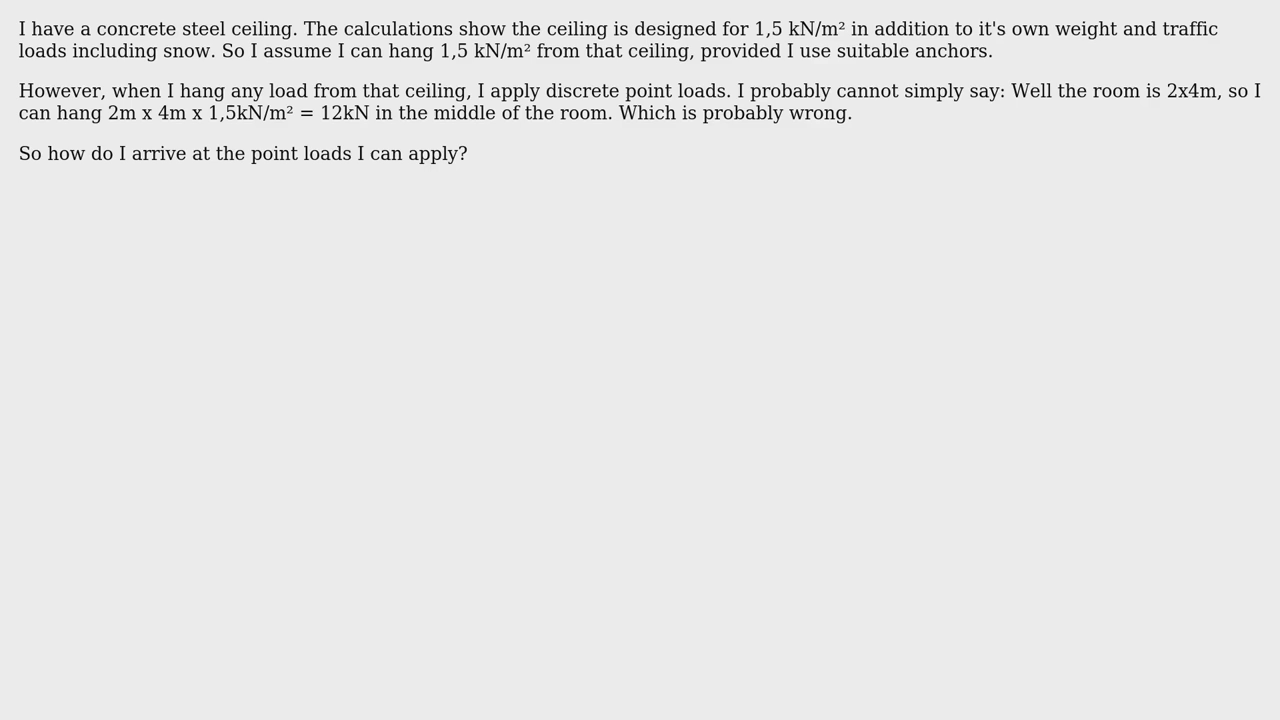 I have a concrete steel ceiling. The calculations show the ceiling is designed for 1,5 kN/m² in addition to it's own weight and traffic
loads including snow. So I assume I can hang 1,5 kN/m² from that ceiling, provided I use suitable anchors.
However, when I hang any load from that ceiling, I apply discrete point loads. I probably cannot simply say: Well the room is 2x4m, so I
can hang 2m x 4m x 1,5kN/m² = 12kN in the middle of the room. Which is probably wrong.
So how do I arrive at the point loads I can apply?